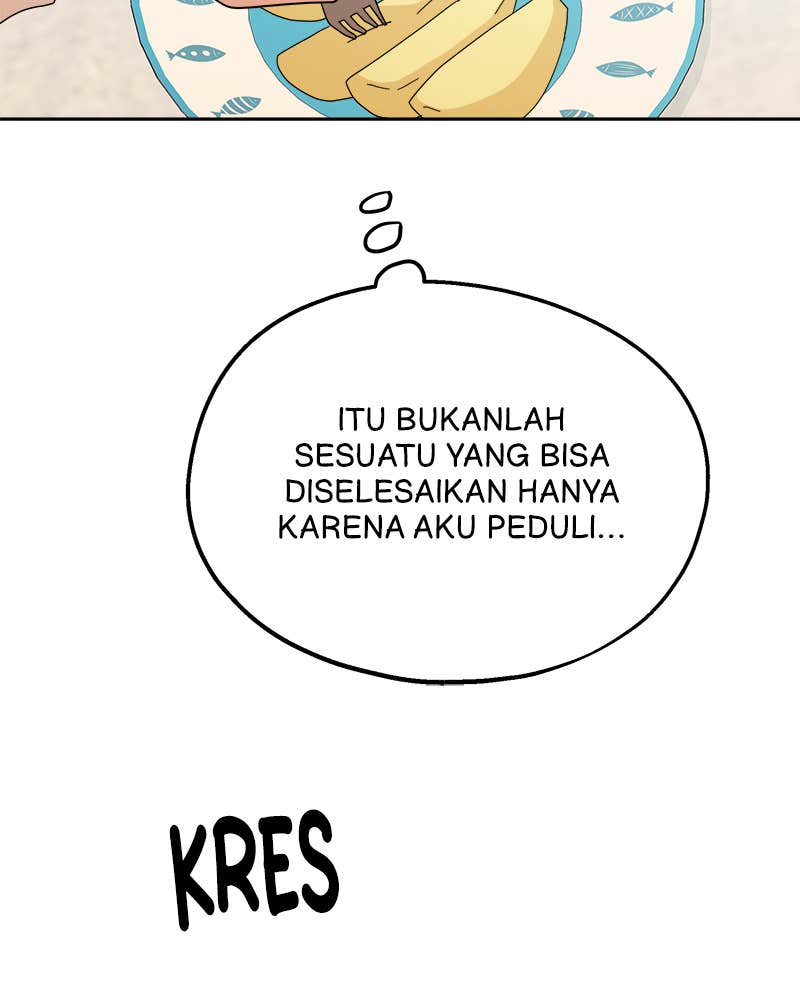 ITU BUKANLAH
SESUATU YANG BISA
DISELESAIKAN HANYA
KARENA AKU PEDULI...
KRES